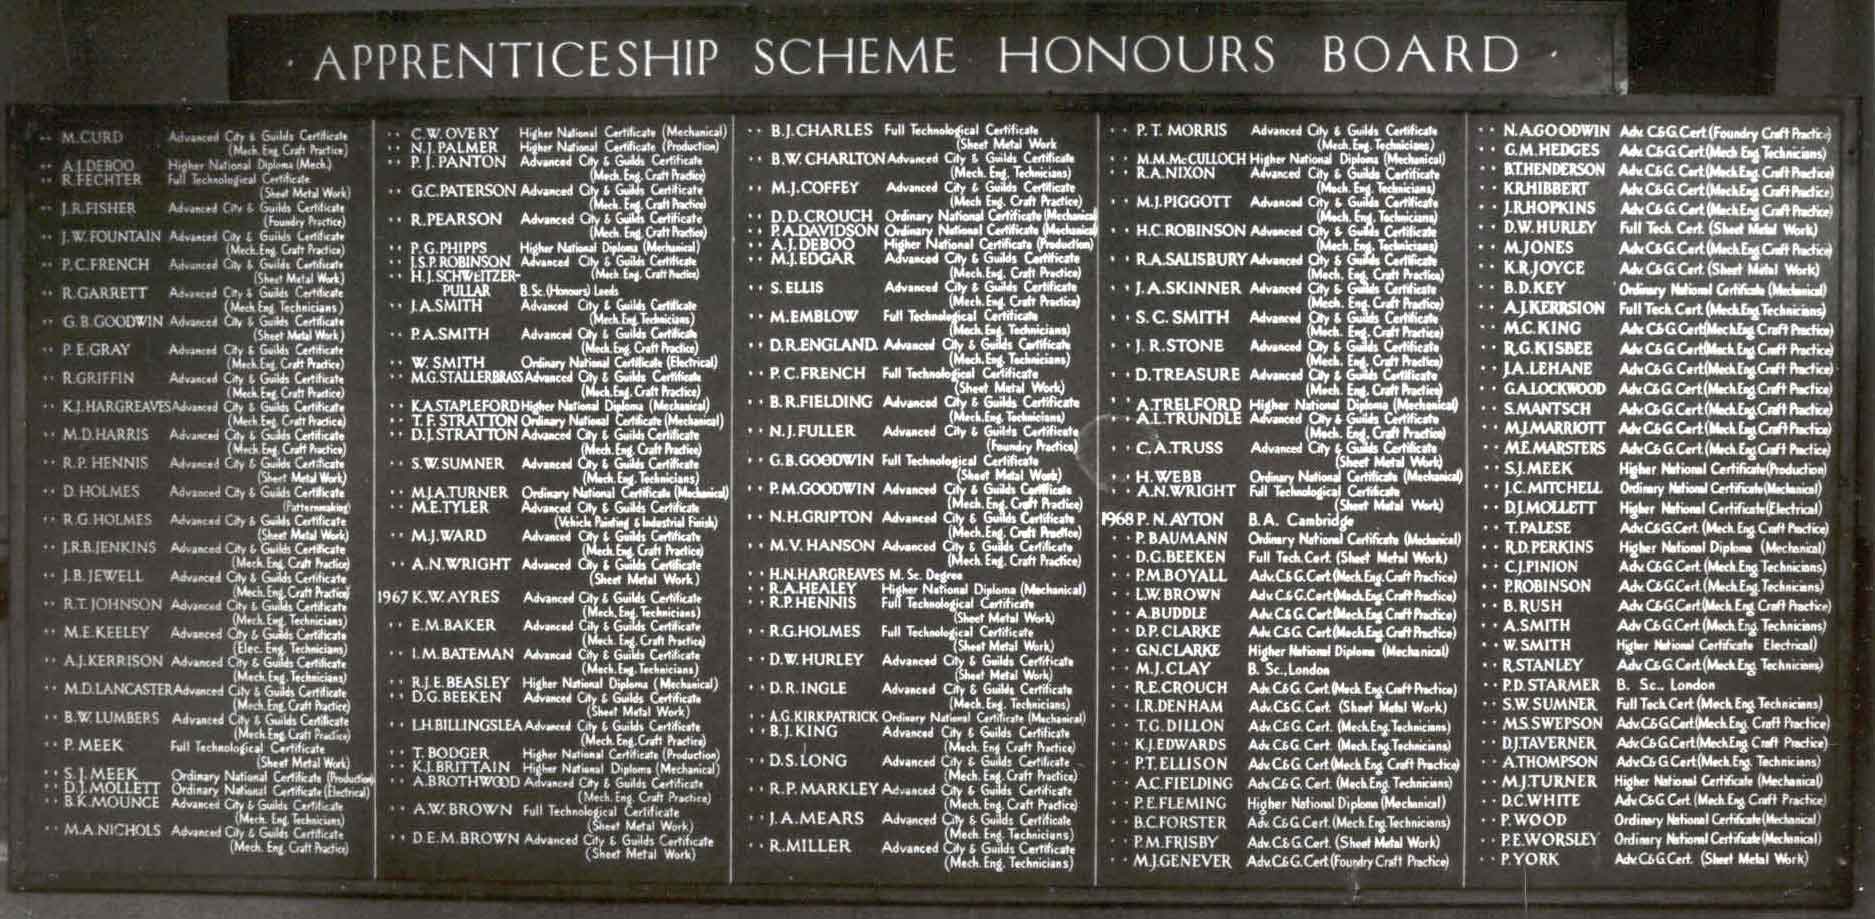 · APPRENTICESHIP SCHEME HONOURS BOARD ·
·· M.CURD Advanced City & Guilds Certificate
(Mech. Eng. Craft Practice)
·· A.J.DEBOO Higher National Diploma (Mech.)
·· R.FECHTER Full Technological Certificate
(Sheet Metal Work)
·· J.R.FISHER Advanced City & Guilds Certificate
(Foundry Practice)
·· J.W.FOUNTAIN Advanced City & Guilds Certificate
(Mech. Eng. Craft Practice)
·· P.C.FRENCH Advanced City & Guilds Certificate
(Sheet Metal Work)
·· R.GARRETT Advanced City & Guilds Certificate
(Mech Eng. Technicians)
·· G.B.GOODWIN Advanced City & Guilds Certificate
(Sheet Metal Work)
·· P.E.GRAY Advanced City & Guilds Certificate
(Mech. Eng. Craft Practice)
·· R.GRIFFIN Advanced City & Guilds Certificate
(Mech. Eng. Craft Practice)
·· K.J.HARGREAVES Advanced City & Guilds Certificate
(Mech. Eng. Craft Practice)
·· M.D.HARRIS Advanced City & Guilds Certificate
(Mech. Eng. Craft Practice)
·· R.P. HENNIS Advanced City & Guilds Certificate
(Sheet Metal Work)
·· D. HOLMES Advanced City & Guilds Certificate
(Patternmaking)
·· R.G.HOLMES Advanced City & Guilds Certificate
(Sheet Metal Work)
·· J.R.B.JENKINS Advanced City & Guilds Certificate
(Mech. Eng. Craft Practice)
·· J.B.JEWELL Advanced City & Guilds Certificate
(Mech. Eng. Craft Practice)
·· R.T.JOHNSON Advanced City & Guilds Certificate
(Mech. Eng. Technicians)
·· M.E.KEELEY Advanced City & Guilds Certificate
(Elec. Eng. Technicians)
·· A.J.KERRISON Advanced City & Guilds Certificate
(Mech. Eng. Technicians)
·· M.D.LANCASTER Advanced City & Guilds Certificate
(Mech. Eng. Craft Practice)
·· B.W.LUMBERS Advanced City & Guilds Certificate
(Mech. Eng. Craft Practice)
·· P. MEEK Full Technological Certificate
(Sheet Metal Work)
·· S.J.MEEK Ordinary National Certificate (Production)
·· D.J.MOLLETT Ordinary National Certificate (Electrical)
·· B.K.MOUNCE Advanced City & Guilds Certificate
(Mech. Eng. Technicians)
·· M.A.NICHOLS Advanced City & Guilds Certificate
(Mech. Eng. Craft Practice)
·· C.W.OVERY Higher National Certificate (Mechanical)
·· N.J.PALMER Higher National Certificate (Production)
·· P.J.PANTON Advanced City & Guilds Certificate
(Mech. Eng. Craft Practice)
·· G.C.PATERSON Advanced City & Guilds Certificate
(Mech. Eng. Craft Practice)
·· R.PEARSON Advanced City & Guilds Certificate
(Mech. Eng. Craft Practice)
·· P.G.PHIPPS Higher National Diploma (Mechanical)
·· J.S.P.ROBINSON Advanced City & Guilds Certificate
·· H.J.SCHWEITZER- (Mech. Eng. Craft Practice)
PULLAR B.Sc.(Honours) Leeds
·· J.A.SMITH Advanced City & Guilds Certificate
(Mech. Eng. Technicians)
·· P.A.SMITH Advanced City & Guilds Certificate
(Mech. Eng. Craft Practice)
·· W. SMITH Ordinary National Certificate (Electrical)
·· M.G.STALLERBRASS Advanced City & Guilds Certificate
(Mech. Eng. Craft Practice)
·· K.A.STAPLEFORD Higher National Diploma (Mechanical)
·· T. F. STRATTON Ordinary National Certificate (Mechanical)
·· D.J.STRATTON Advanced City & Guilds Certificate
(Mech. Eng. Craft Practice)
·· S.W.SUMNER Advanced City & Guilds Certificate
(Mech. Eng. Technicians)
·· M.J.A.TURNER Ordinary National Certificate (Mechanical)
·· M.E.TYLER Advanced City & Guilds Certificate
(Vehicle Painting & Industrial Finish)
·· M.J.WARD Advanced City & Guilds Certificate
(Mech. Eng. Craft Practice)
·· A.N.WRIGHT Advanced City & Guilds Certificate
(Sheet Metal Work)
1967 K.W.AYRES Advanced City & Guilds Certificate
(Mech. Eng. Technicians)
·· E.M.BAKER Advanced City & Guilds Certificate
(Mech. Eng. Craft Practice)
·· I.M.BATEMAN Advanced City & Guilds Certificate
(Mech. Eng. Technicians)
·· R.J.E.BEASLEY Higher National Diploma (Mechanical)
·· D.G.BEEKEN Advanced City & Guilds Certificate
(Sheet Metal Work)
·· L.H.BILLINGSLEA Advanced City & Guilds Certificate
(Mech. Eng. Craft Practice)
·· T. BODGER Higher National Certificate (Production)
·· K.J.BRITTAIN Higher National Diploma (Mechanical)
·· A.BROTHWOOD Advanced City & Guilds Certificate
(Mech. Eng. Craft Practice)
·· A.W.BROWN Full Technological Certificate
(Sheet Metal Work)
·· D.E.M.BROWN Advanced City & Guilds Certificate
(Sheet Metal Work)
·· B.J.CHARLES Full Technological Certificate
(Sheet Metal Work
·· B.W.CHARLTON Advanced City & Guilds Certificate
(Mech. Eng. Technicians)
·· M.J.COFFEY Advanced City & Guilds Certificate
(Mech. Eng. Craft Practice)
·· D.D.CROUCH Ordinary National Certificate (Mechanical
·· P.A.DAVIDSON Ordinary National Certificate (Mechanical
·· A.J.DEBOO Higher National Certificate (Production)
·· M.J.EDGAR Advanced City & Guilds Certificate
(Mech. Eng. Craft Practice)
·· S.ELLIS Advanced City & Guilds Certificate
(Mech. Eng. Craft Practice)
·· M.EMBLOW Full Technological Certificate
(Mech. Eng. Technicians)
·· D.R.ENGLAND. Advanced City & Guilds Certificate
(Mech. Eng. Technicians)
·· P.C.FRENCH Full Technological Certificate
(Sheet Metal Work)
·· B.R.FIELDING Advanced City & Guilds Certificate
(Mech. Eng. Technicians)
·· N.J.FULLER Advanced City & Guilds Certificate
(Foundry Practice)
·· G.B.GOODWIN Full Technological Certificate
(Sheet Metal Work)
·· P.M.GOODWIN Advanced City & Guilds Certificate
(Mech. Eng. Craft Practice)
·· N.H.GRIPTON Advanced City & Guilds Certificate
(Mech. Eng. Craft Practice)
·· M.V. HANSON Advanced City & Guilds Certificate
(Mech. Eng. Craft Practice)
·· H.N.HARGREAVES M. Sc. Degree
·· R.A.HEALEY Higher National Diploma (Mechanical)
·· R.P.HENNIS Full Technological Certificate
(Sheet Metal Work)
·· R.G.HOLMES Full Technological Certificate
(Sheet Metal Work)
·· D.W.HURLEY Advanced City & Guilds Certificate
(Sheet Metal Work)
·· D.R.INGLE Advanced City & Guilds Certificate
(Mech. Eng. Technicians)
·· A.G.KIRKPATRICK Ordinary National Certificate (Mechanical)
·· B.J.KING Advanced City & Guilds Certificate
(Mech Eng. Craft Practice)
·· D.S.LONG Advanced City & Guilds Certificate
(Mech Eng. Craft Practice)
·· R.P.MARKLEY Advanced City & Guilds Certificate
(Mech Eng. Craft Practice)
·· J.A.MEARS Advanced City & Guilds Certificate
(Mech Eng. Technicians)
·· R.MILLER Advanced City & Guilds Certificate
(Mech Eng. Technicians)
·· P.T. MORRIS Advanced City & Guilds Certificate
(Mech. Eng. Technicians)
·· M.M.McCULLOCH Higher National Diploma (Mechanical)
·· R.A.NIXON Advanced City & Guilds Certificate
(Mech. Eng. Technicians)
·· M.J.PIGGOTT Advanced City & Guilds Certificate
(Mech. Eng. Technicians)
·· H.C.ROBINSON Advanced City & Guilds Certificate
(Mech. Eng. Technicians)
·· R.A.SALISBURY Advanced City & Guilds Certificate
(Mech. Eng. Craft Practice)
·· J.A.SKINNER Advanced City & Guilds Certificate
(Mech. Eng. Craft Practice)
·· S.C.SMITH Advanced City & Guilds Certificate
(Mech. Eng. Craft Practice)
·· J.R.STONE Advanced City & Guilds Certificate
(Mech. Eng. Craft Practice)
·· D.TREASURE Advanced City & Guilds Certificate
(Mech. Eng. Craft Practice)
·· A.TRELFORD Higher National Diploma (Mechanical)
·· A.L.TRUNDLE Advanced City & Guilds Certificate
(Mech. Eng. Craft Practice)
·· C.A.TRUSS Advanced City & Guilds Certificate
(Sheet Metal Work)
·· H.WEBB Ordinary National Certificate (Mechanical)
·· A.N.WRIGHT Full Technological Certificate
(Sheet Metal Work)
1968 P.N.AYTON B.A. Cambridge
·· P.BAUMANN Ordinary National Certificate (Mechanical)
·· D.G.BEEKEN Full Tech.Cert. (Sheet Metal Work)
·· P.M.BOYALL Adv.C&G.Cert.(Mech.Eng.Craft Practice)
·· L.W.BROWN Adv.C&G.Cert.(Mech.Eng.Craft Practice)
·· A.BUDDLE Adv.C&G.Cert.(Mech.Eng.Craft Practice)
·· D.P.CLARKE Adv.C&G.Cert.(Mech.Eng.Craft Practice)
·· G.N.CLARKE Higher National Diploma (Mechanical)
·· M.J.CLAY B. Sc.,London
·· R.E.CROUCH Adv.C&G.Cert.(Mech.Eng.Craft Practice)
·· I.R.DENHAM Adv.C&G.Cert. (Sheet Metal Work)
·· T.G.DILLON Adv.C&G.Cert. (Mech.Eng.Technicians)
·· K.J.EDWARDS Adv.C&G.Cert. (Mech.Eng.Technicians)
·· P.T.ELLISON Adv.C&G.Cert.(Mech Eng.Craft Practice)
·· A.C.FIELDING Adv.C&G.Cert. (Mech.Eng.Technicians)
·· P.E.FLEMING Higher National Diploma (Mechanical)
·· B.C.FORSTER Adv.C&G.Cert.(Mech.Eng.Technicians)
·· P.M.FRISBY Adv.C&G.Cert. (Sheet Metal Work)
·· M.J.GENEVER Adv.C&G.Cert.(Foundry Craft Practice)
·· N.A.GOODWIN Adv.C&G.Cert.(Foundry Craft Practice)
·· G.M.HEDGES Adv.C&G.Cert.(Mech.Eng.Technicians)
·· B.T.HENDERSON Adv.C&G.Cert.(Mech.Eng.Craft Practice)
·· K.R.HIBBERT Adv.C&G.Cert.(Mech.Eng.Craft Practice)
·· J.R.HOPKINS Adv.C&G.Cert.(Mech.Eng.Craft Practice)
·· D.W.HURLEY Full Tech. Cert. (Sheet Metal Work)
·· M.JONES Adv.C&G.Cert.(Mech.Eng.Craft Practice)
·· K.R.JOYCE Adv.C&G.Cert. (Sheet Metal Work)
·· B.D.KEY Ordinary National Certificate (Mechanical)
·· A.J.KERRSION Full Tech.Cert.(Mech.Eng.Technicians)
·· M.C.KING Adv.C&G.Cert(Mech.Eng.Craft Practice)
·· R.G.KISBEE Adv.C&G.Cert(Mech.Eng.Craft Practice)
·· J.A.LEHANE Adv.C&G.Cert.(Mech.Eng.Craft Practice)
·· G.A.LOCKWOOD Adv.C&G.Cert.(Mech.Eng.Craft Practice)
·· S.MANTSCH Adv.C&G.Cert.(Mech.Eng.Craft Practice)
·· M.J.MARRIOTT Adv.C&G.Cert.(Mech.Eng.Craft Practice)
·· M.E.MARSTERS Adv.C&G.Cert.(Mech.Eng.Craft Practice)
·· S.J.MEEK Higher National Certificate(Production)
·· J.C.MITCHELL Ordinary National Certificate(Mechanical)
·· D.J.MOLLETT Higher National Certificate(Electrical)
·· T. PALESE Adv.C&G.Cert. (Mech.Eng.Craft Practice)
·· R.D.PERKINS Higher National Diploma (Mechanical)
·· C.J.PINION Adv.C&G.Cert.(Mech.Eng.Technicians)
·· P.ROBINSON Adv.C&G.Cert.(Mech.Eng.Craft Practice)
·· B. RUSH Adv.C&G.Cert.(Mech.Eng.Craft Practice)
·· A.SMITH Adv.C&G.Cert.(Mech.Eng.Technicians)
·· W.SMITH Higher National Certificate Electrical)
·· R.STANLEY Adv.C&G.Cert.(Mech.Eng.Technicians)
·· P.D.STARMER B. Sc., London
·· S.W.SUMNER Full Tech.Cert (Mech.Eng.Technicians)
·· M.S.SWEPSON Adv.C&G.Cert.(Mech.Eng.Craft Practice)
·· D.J.TAVERNER Adv.C&G.Cert.(Mech.Eng.Craft Practice)
·· A.THOMPSON Adv.C&G.Cert.(Mech.Eng.Technicians)
·· M.J.TURNER Higher National Certificate (Mechanical)
·· D.C.WHITE Adv.C&G.Cert.(Mech.Eng.Craft Practice)
·· P.WOOD Ordinary National Certificate(Mechanical)
·· P.E.WORSLEY Ordinary National Certificate(Mechanical)
·· P.YORK Adv.C&G.Cert. (Sheet Metal Work)